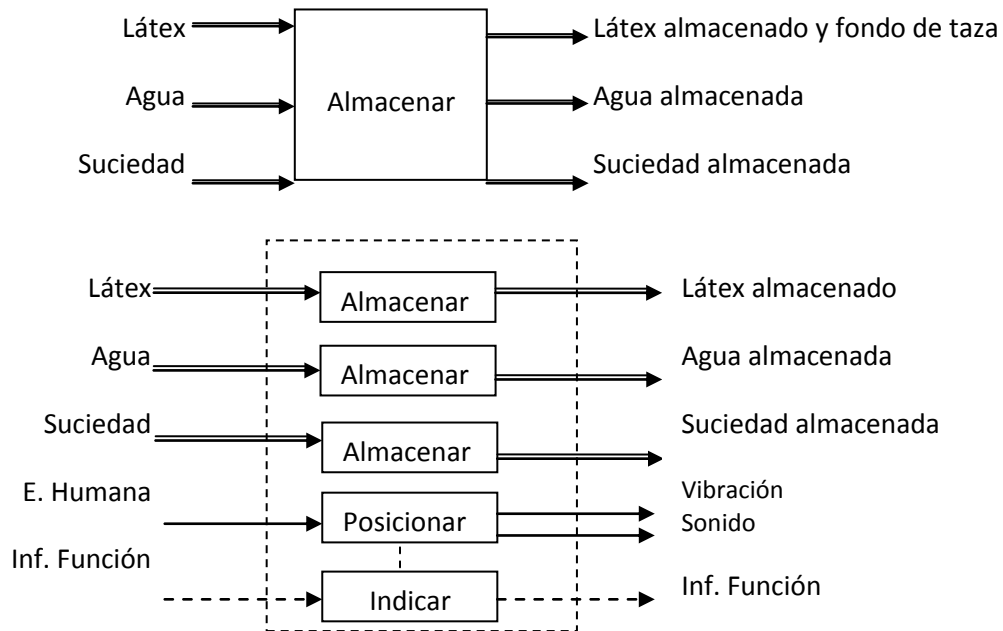 Látex
Látex almacenado y fondo de taza
Agua
Almacenar
Agua almacenada
Suciedad
Suciedad almacenada
Látex
Almacenar
Látex almacenado
Agua
Almacenar
Agua almacenada
Suciedad
Almacenar
Suciedad almacenada
E. Humana
Posicionar
Vibración
Sonido
Inf. Función
Indicar
Inf. Función